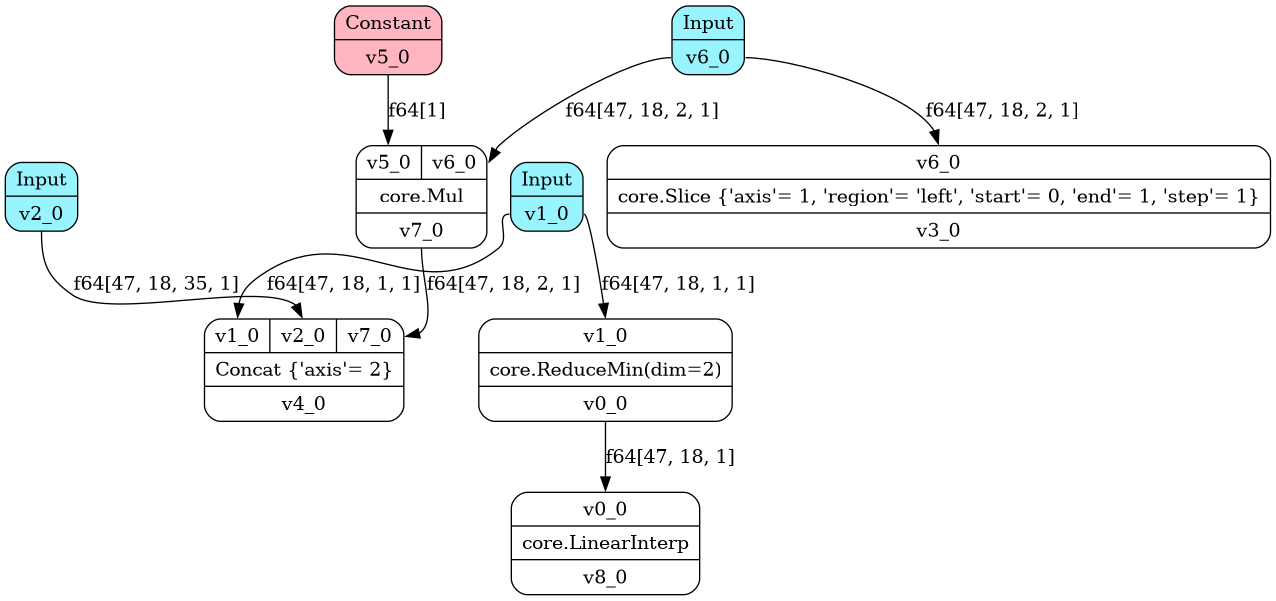 Constant
v5_0
Input
v6_0
f64[1]
f64[47, 18, 2, 1]
f64[47, 18, 2, 1]
Input
v2_0
v5_0 v6_0
core.Mul
v7_0
Input
v1_0
v6_0
core.Slice {'axis'= 1, 'region'= 'left', 'start'= 0, 'end'= 1, 'step'= 1}
v3_0
f64[47, 18, 35, 1]
f64[47, 18, 1, 1]
f64[47, 18, 2, 1]
f64[47, 18, 1, 1]
v1_0 v2_0 v7_0
Concat {'axis'= 2}
v4_0
v1_0
core.ReduceMin(dim=2)
v0_0
f64[47, 18, 1]
v0_0
core.LinearInterp
v8_0